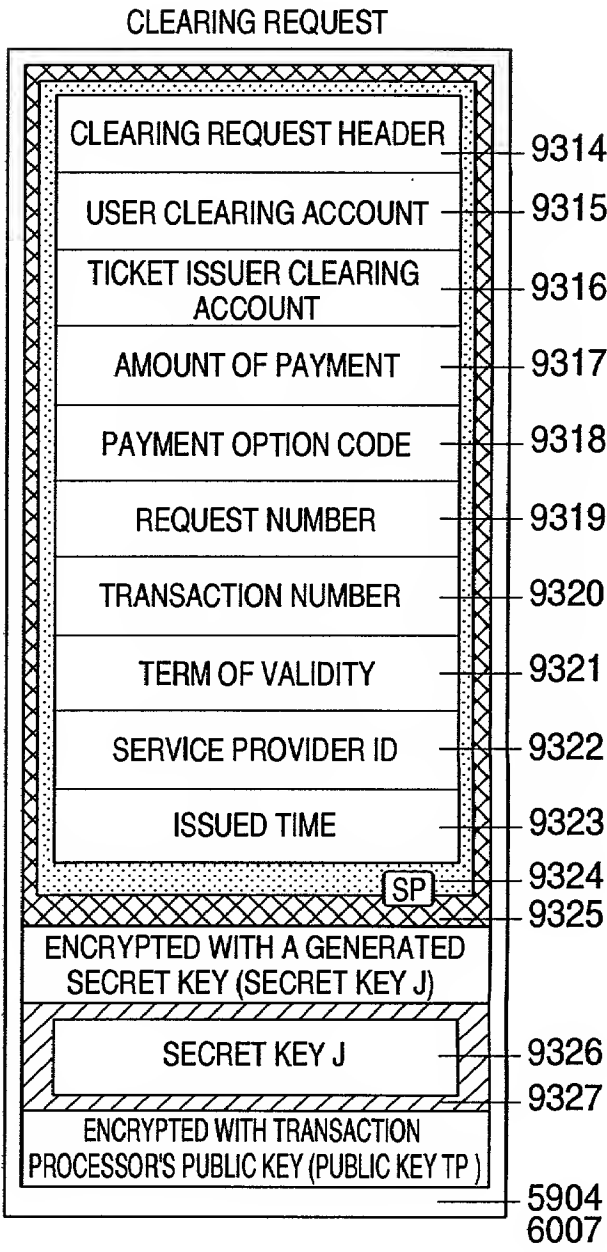 CLEARING REQUEST
CLEARING REQUEST HEADER
9314
USER CLEARING ACCOUNT
9315
TICKET ISSUER CLEARING
ACCOUNT
9316
AMOUNT OF PAYMENT
9317
PAYMENT OPTION CODE
9318
REQUEST NUMBER
9319
TRANSACTION NUMBER
9320
TERM OF VALIDITY
9321
SERVICE PROVIDER ID
9322
ISSUED TIME
9323
SP
9324
9325
ENCRYPTED WITH A GENERATED
SECRET KEY (SECRET KEY J)
SECRET KEY J
9326
9327
ENCRYPTED WITH TRANSACTION
PROCESSOR'S PUBLIC KEY (PUBLIC KEY TP )
5904
6007